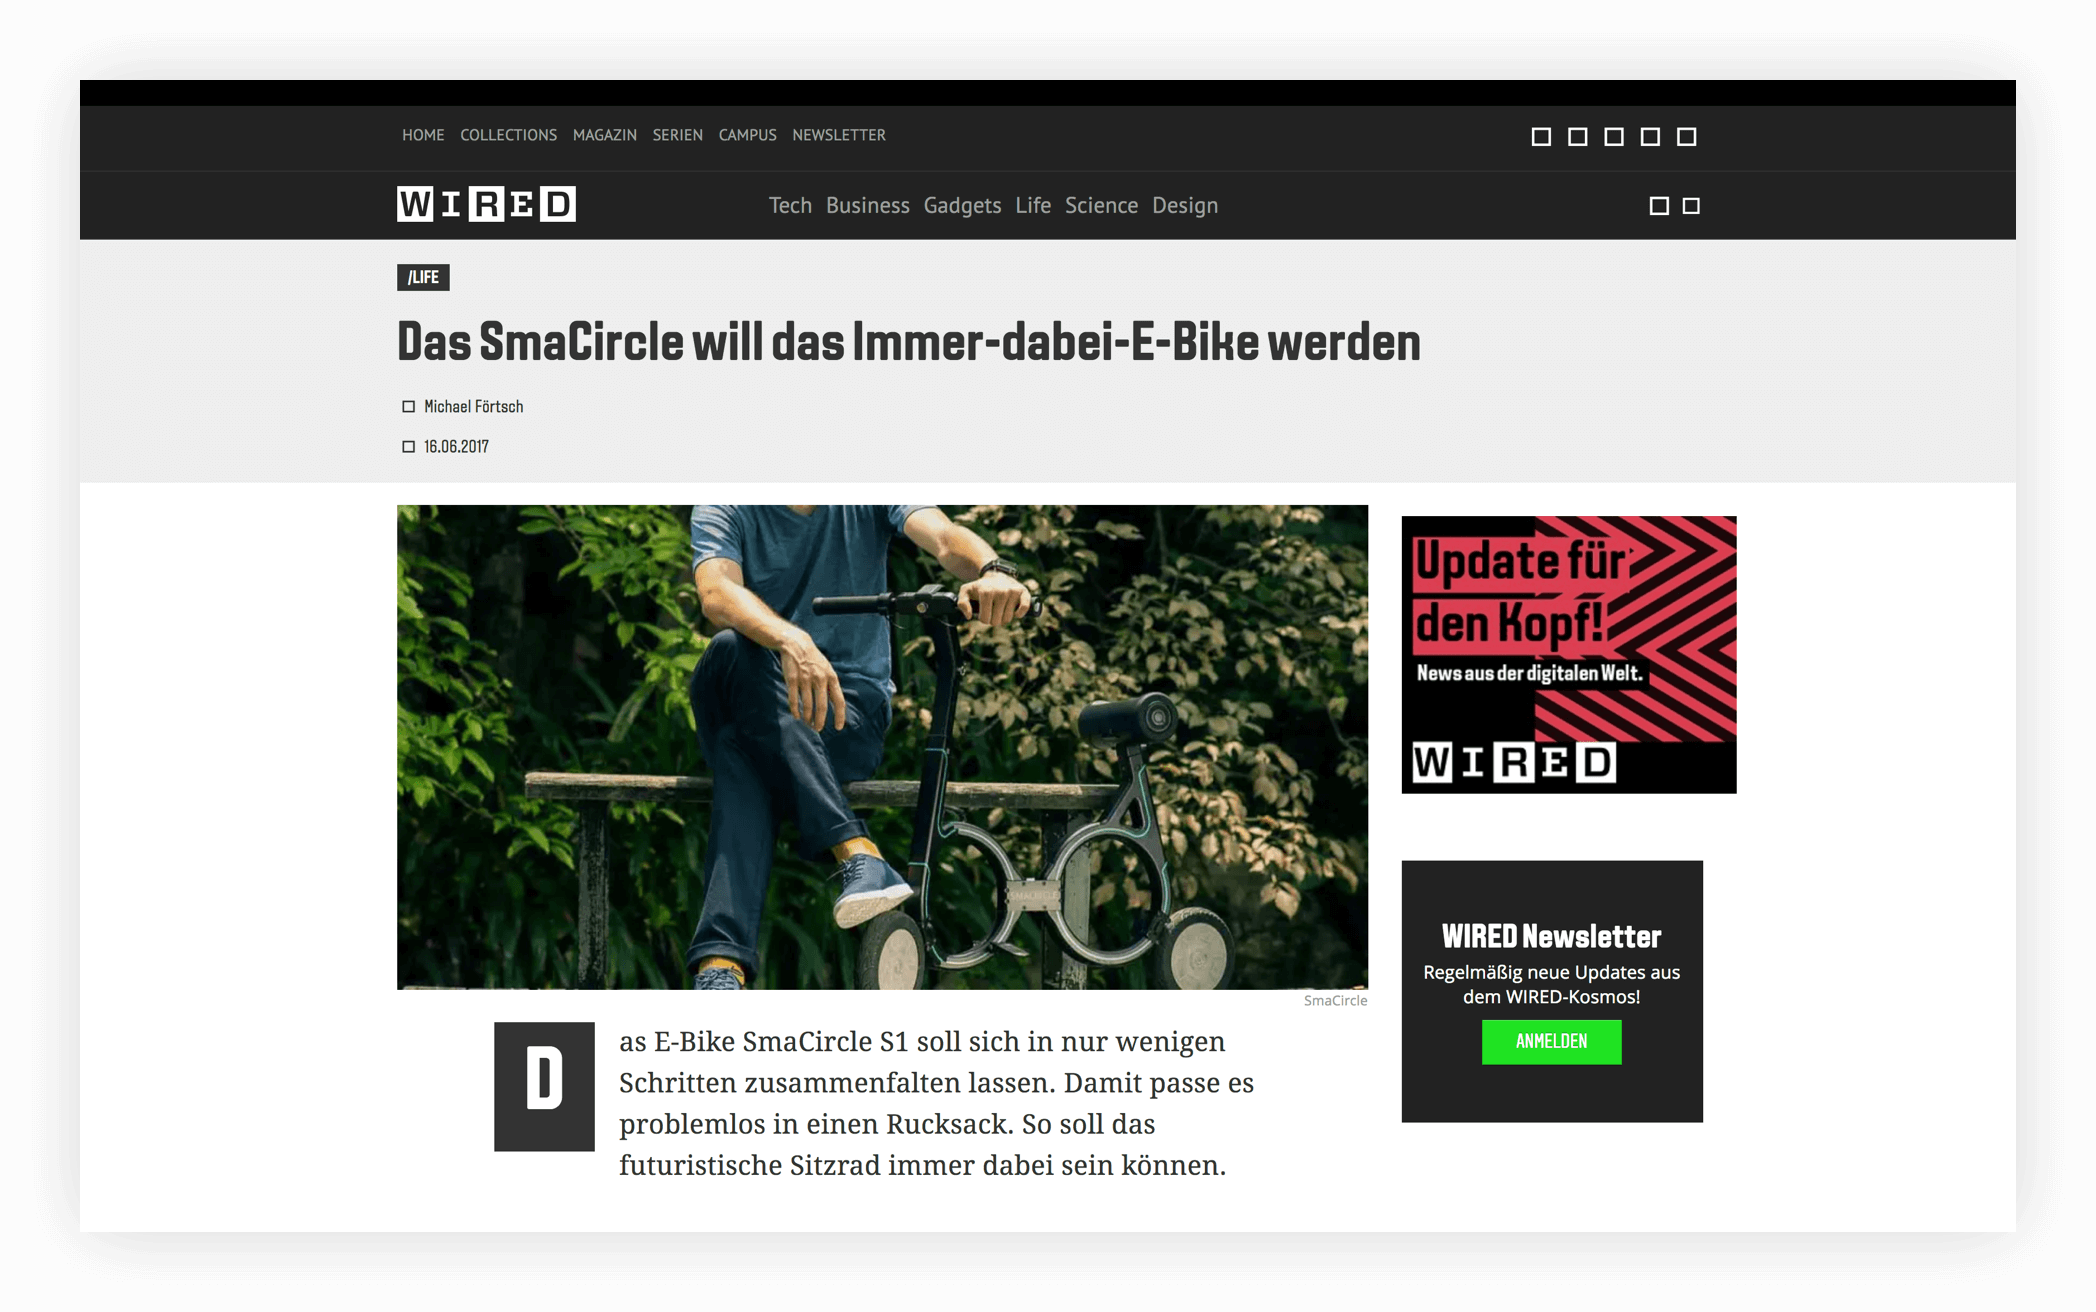 HOME COLLECTIONS MAGAZIN SERIEN CAMPUS NEWSLETTER
WIRED
Tech Business Gadgets Life Science Design
/LIFE
Das SmaCircle will das Immer-dabei-E-Bike werden
Michael Förtsch
16.06.2017
SMACIRCLE
SmaCircle
Das E-Bike SmaCircle S1 soll sich in nur wenigen
Schritten zusammenfalten lassen. Damit passe es
problemlos in einen Rucksack. So soll das
futuristische Sitzrad immer dabei sein können.
Update für
den Kopf!
News aus der digitalen Welt.
WIRED
WIRED Newsletter
Regelmäßig neue Updates aus
dem WIRED-Kosmos!
ANMELDEN